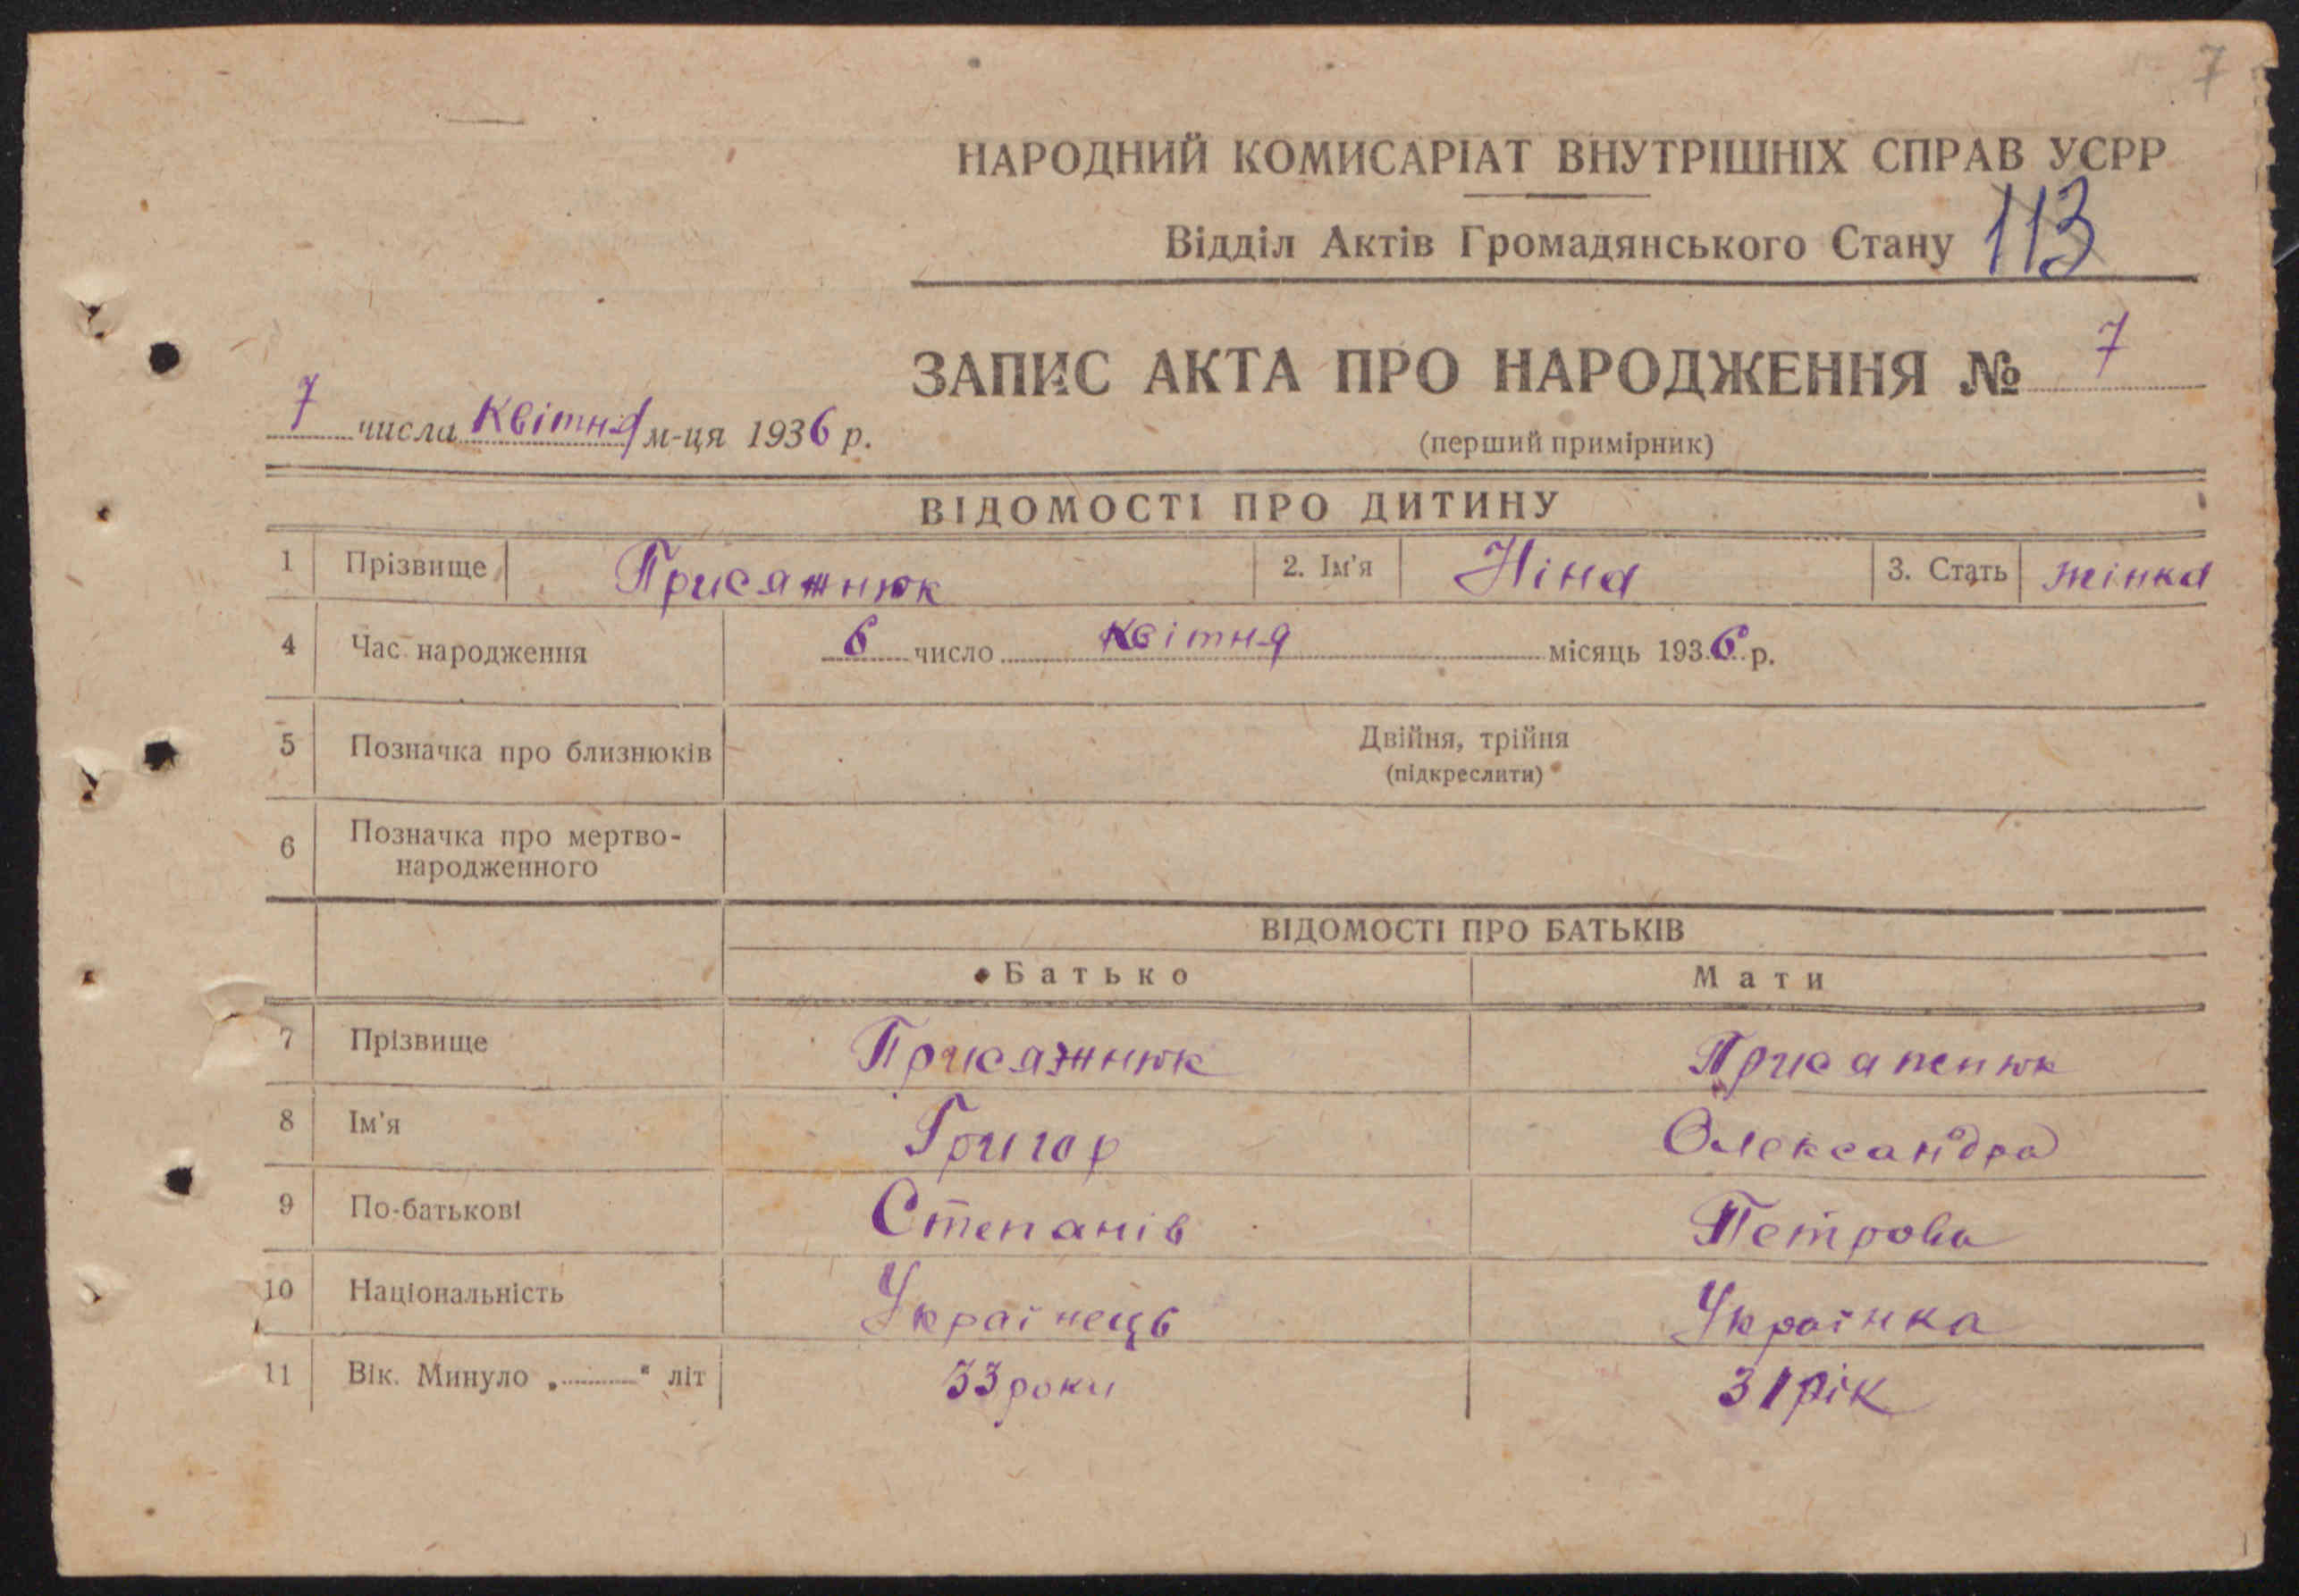 7
НАРОДНИЙ КОМИСАРІАТ ВНУТРІШНІХ СПРАВ УСРР
Відділ Актів Громадянського Стану 113
ЗАПИС АКТА ПРО НАРОДЖЕННЯ № 7
7 числа Квітня м-ця 1936 р.
(перший примірник)
ВІДОМОСТІ ПРО ДИТИНУ
1 Прізвище Присяжнюк 2. Ім'я Ніна 3. Стать жінка
4 Час народження 6 число квітня місяць 1936 р.
5 Позначка про близнюків Двійня, трійня
(підкреслити)
6 Позначка про мертво-
народженного
ВІДОМОСТІ ПРО БАТЬКІВ
Батько Мати
7 Прізвище Присяжнюк Присяжнюк
8 Ім'я Григор Олександра
9 По-батькові Степанів Петрова
10 Національність Українець Українка
11 Вік. Минуло „ " літ 33 роки 31 рік